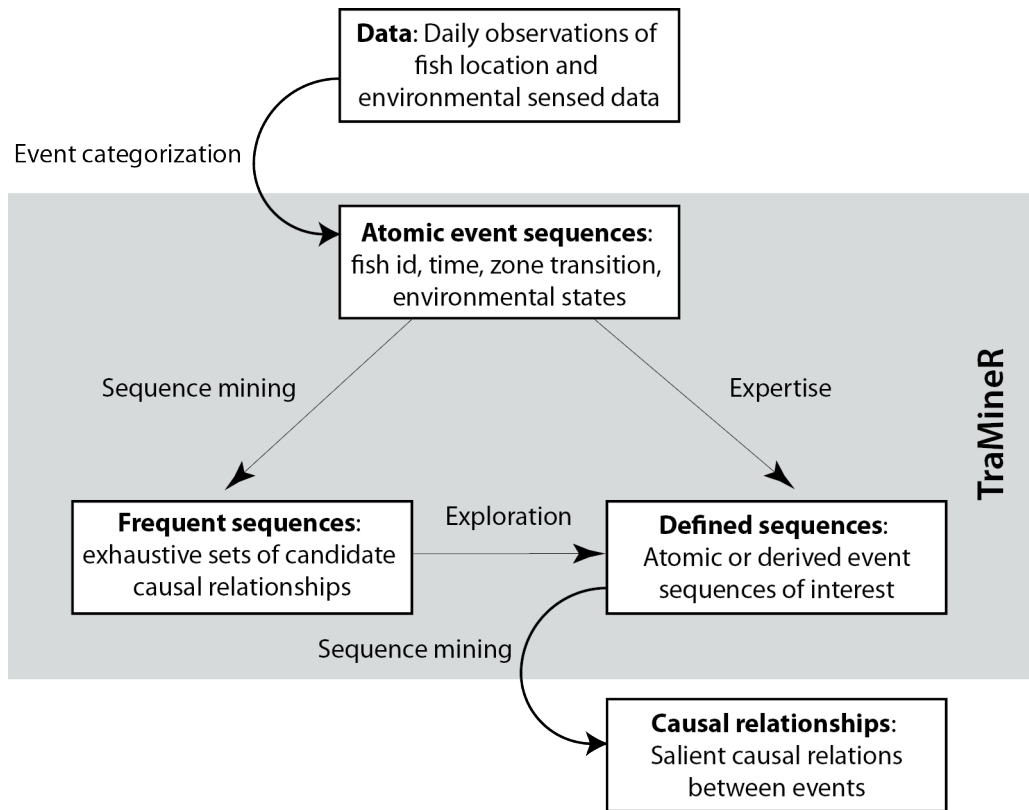 Data: Daily observations of
fish location and
environmental sensed data
Event categorization
Atomic event sequences:
fish id, time, zone transition,
environmental states
Sequence mining
Expertise
TraMineR
Frequent sequences:
exhaustive sets of candidate
causal relationships
Exploration
Defined sequences:
Atomic or derived event
sequences of interest
Sequence mining
Causal relationships:
Salient causal relations
between events